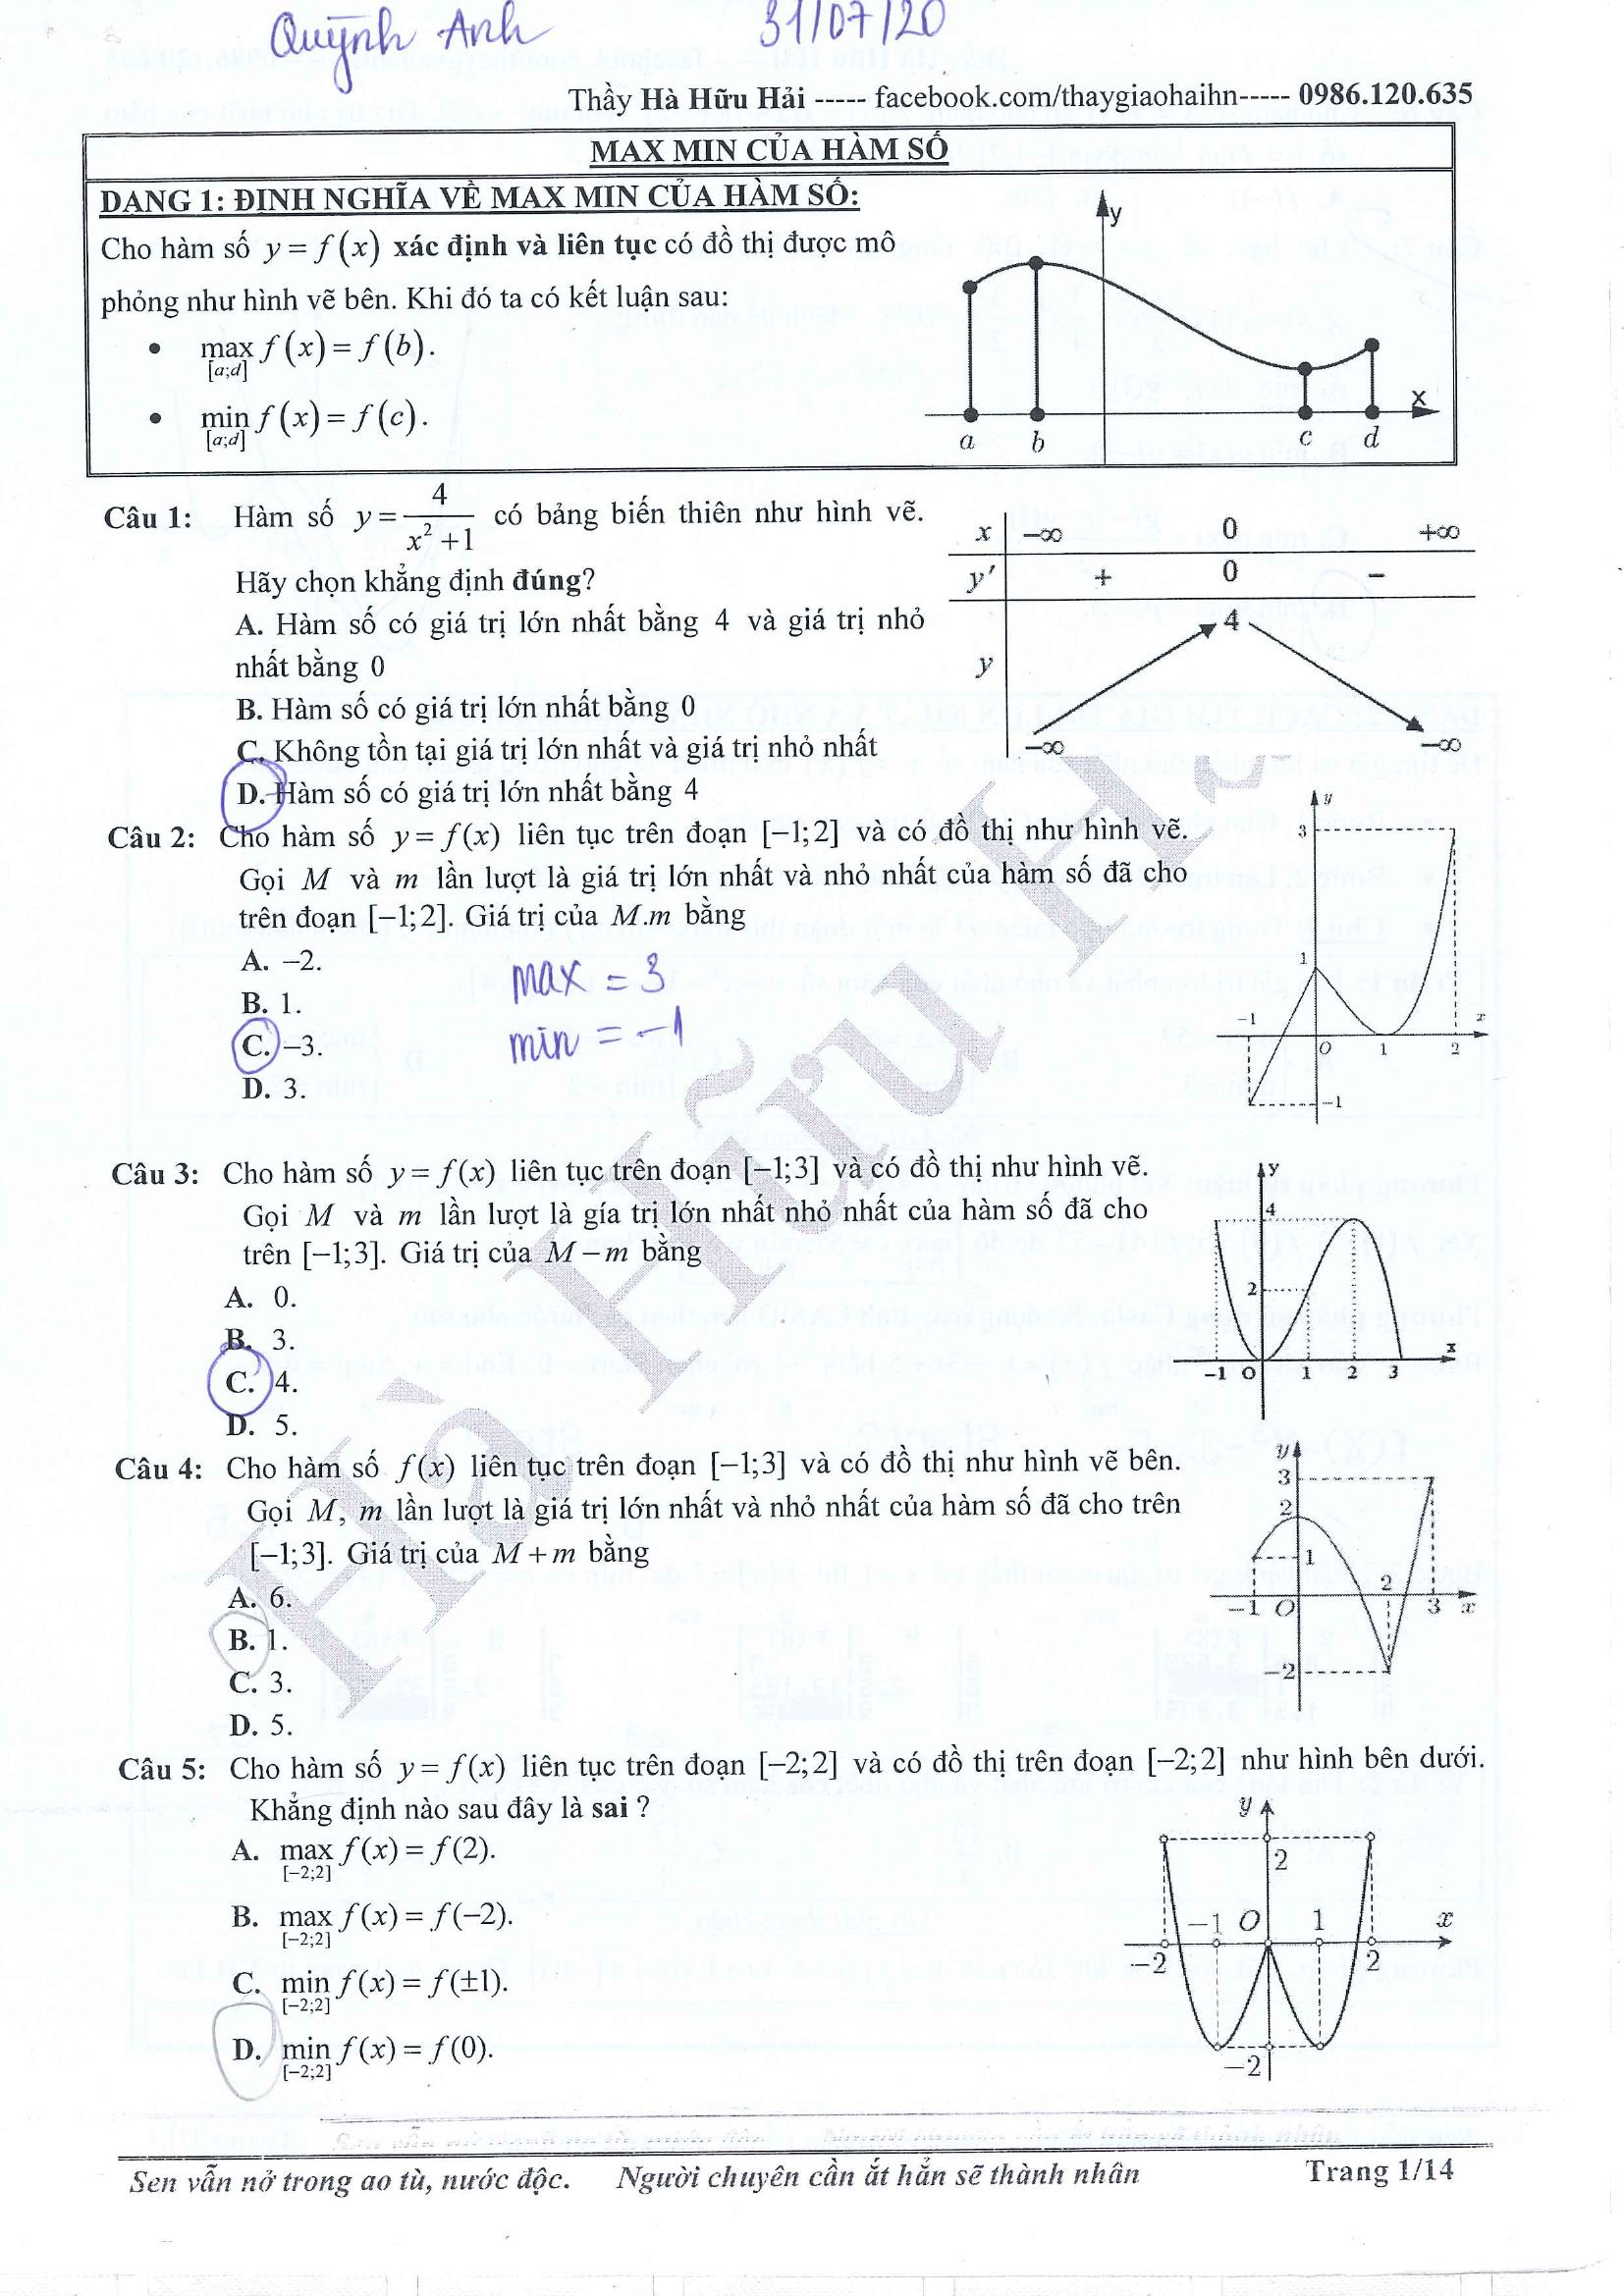 Quỳnh Anh 31/07/20
Thầy Hà Hữu Hải ----- facebook.com/thaygiaohaihn----- 0986.120.635
MAX MIN CỦA HÀM SỐ
DẠNG 1: ĐỊNH NGHĨA VỀ MAX MIN CỦA HÀM SỐ:
Cho hàm số y = f(x) xác định và liên tục có đồ thị được mô
phỏng như hình vẽ bên. Khi đó ta có kết luận sau:
• max f(x) = f(b).
[a;d]
• min f(x) = f(c).
[a;d]
y
x
a b c d
Câu 1: Hàm số y = 4/(x² + 1) có bảng biến thiên như hình vẽ.
Hãy chọn khẳng định đúng?
A. Hàm số có giá trị lớn nhất bằng 4 và giá trị nhỏ
nhất bằng 0
B. Hàm số có giá trị lớn nhất bằng 0
C. Không tồn tại giá trị lớn nhất và giá trị nhỏ nhất
D. Hàm số có giá trị lớn nhất bằng 4
x −∞ 0 +∞
y' + 0 −
4
y
−∞ −∞
Câu 2: Cho hàm số y = f(x) liên tục trên đoạn [−1;2] và có đồ thị như hình vẽ.
Gọi M và m lần lượt là giá trị lớn nhất và nhỏ nhất của hàm số đã cho
trên đoạn [−1;2]. Giá trị của M.m bằng
A. −2.
B. 1.
C. −3.
D. 3.
max = 3
min = −1
y
3
1
−1 x
O 1 2
−1
Câu 3: Cho hàm số y = f(x) liên tục trên đoạn [−1;3] và có đồ thị như hình vẽ.
Gọi M và m lần lượt là gía trị lớn nhất nhỏ nhất của hàm số đã cho
trên [−1;3]. Giá trị của M − m bằng
A. 0.
B. 3.
C. 4.
D. 5.
y
4
2
x
−1 O 1 2 3
Câu 4: Cho hàm số f(x) liên tục trên đoạn [−1;3] và có đồ thị như hình vẽ bên.
Gọi M, m lần lượt là giá trị lớn nhất và nhỏ nhất của hàm số đã cho trên
[−1;3]. Giá trị của M + m bằng
A. 6.
B. 1.
C. 3.
D. 5.
y
3
2
1
2
−1 O 3 x
−2
Câu 5: Cho hàm số y = f(x) liên tục trên đoạn [−2;2] và có đồ thị trên đoạn [−2;2] như hình bên dưới.
Khẳng định nào sau đây là sai ?
A. max f(x) = f(2).
[−2;2]
B. max f(x) = f(−2).
[−2;2]
C. min f(x) = f(±1).
[−2;2]
D. min f(x) = f(0).
[−2;2]
y
2
−1 O 1 x
−2 2
−2
Hà Hữu H
Sen vẫn nở trong ao tù, nước độc. Người chuyên cần ắt hẳn sẽ thành nhân Trang 1/14